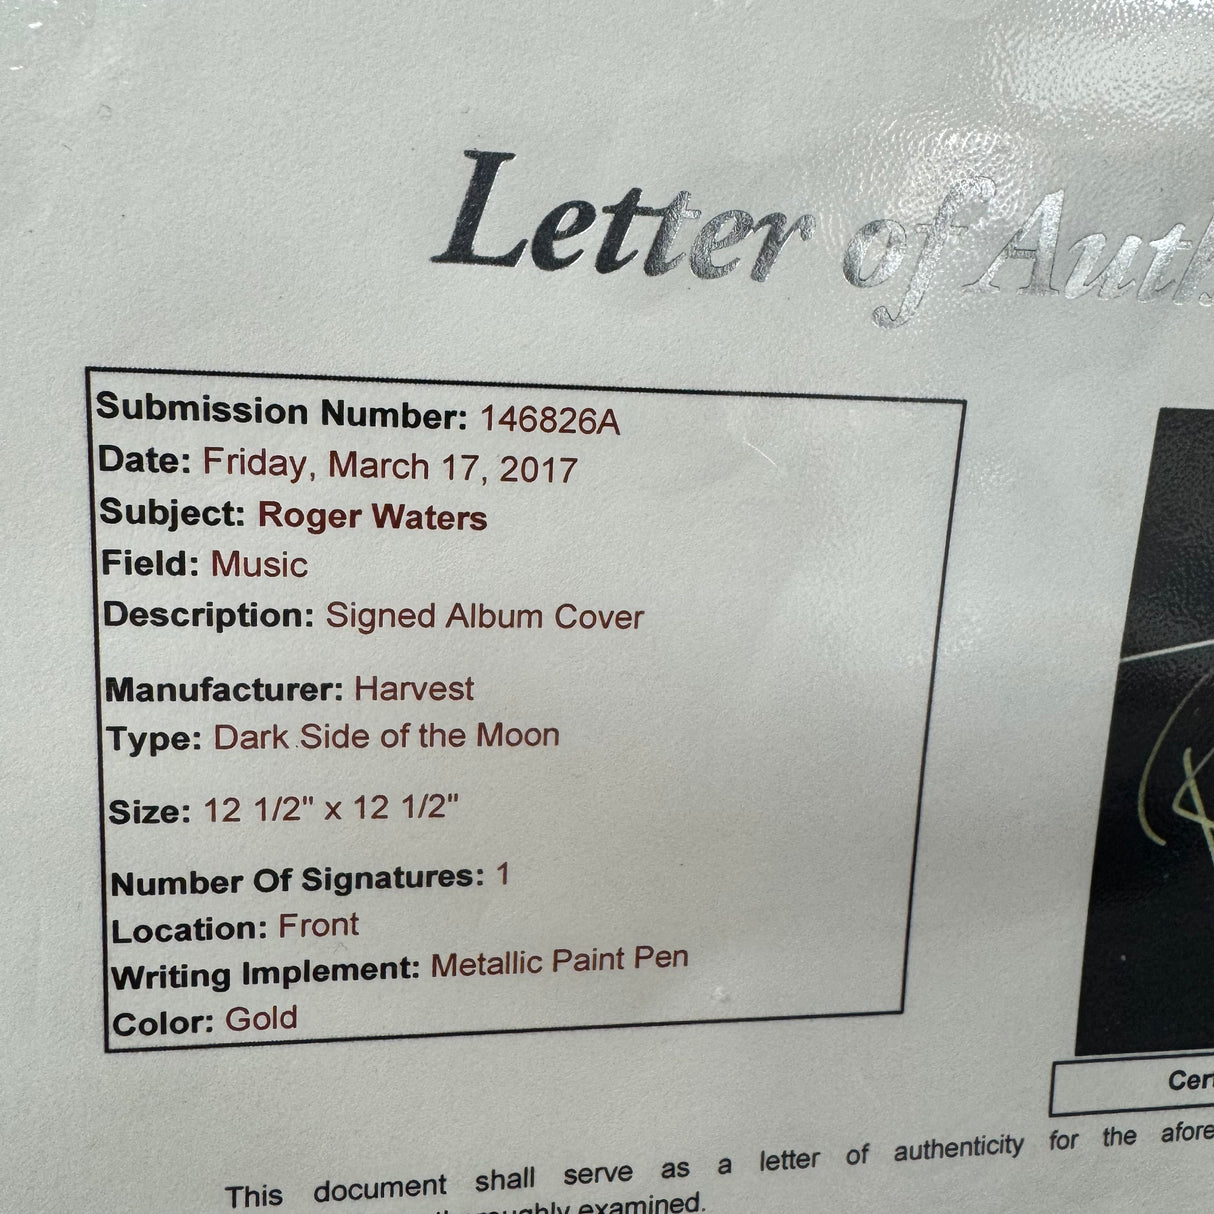 Letter of Auth
Submission Number: 146826A
Date: Friday, March 17, 2017
Subject: Roger Waters
Field: Music
Description: Signed Album Cover
Manufacturer: Harvest
Type: Dark Side of the Moon
Size: 12 1/2" x 12 1/2"
Number Of Signatures: 1
Location: Front
Writing Implement: Metallic Paint Pen
Color: Gold
Cer
This document shall serve as a letter of authenticity for the afore
examined.